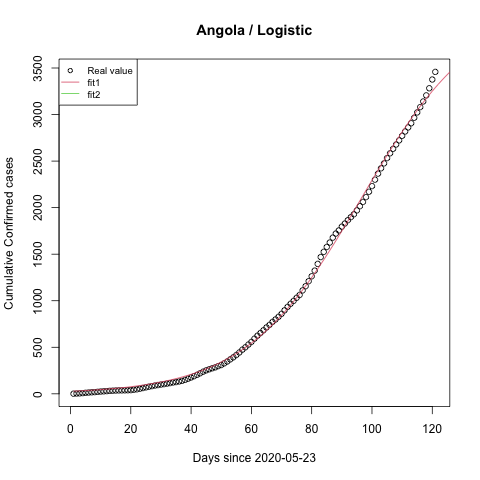 Angola / Logistic
Real value
fit1
fit2
Cumulative Confirmed cases
0 500 1000 1500 2000 2500 3000 3500
0 20 40 60 80 100 120
Days since 2020-05-23